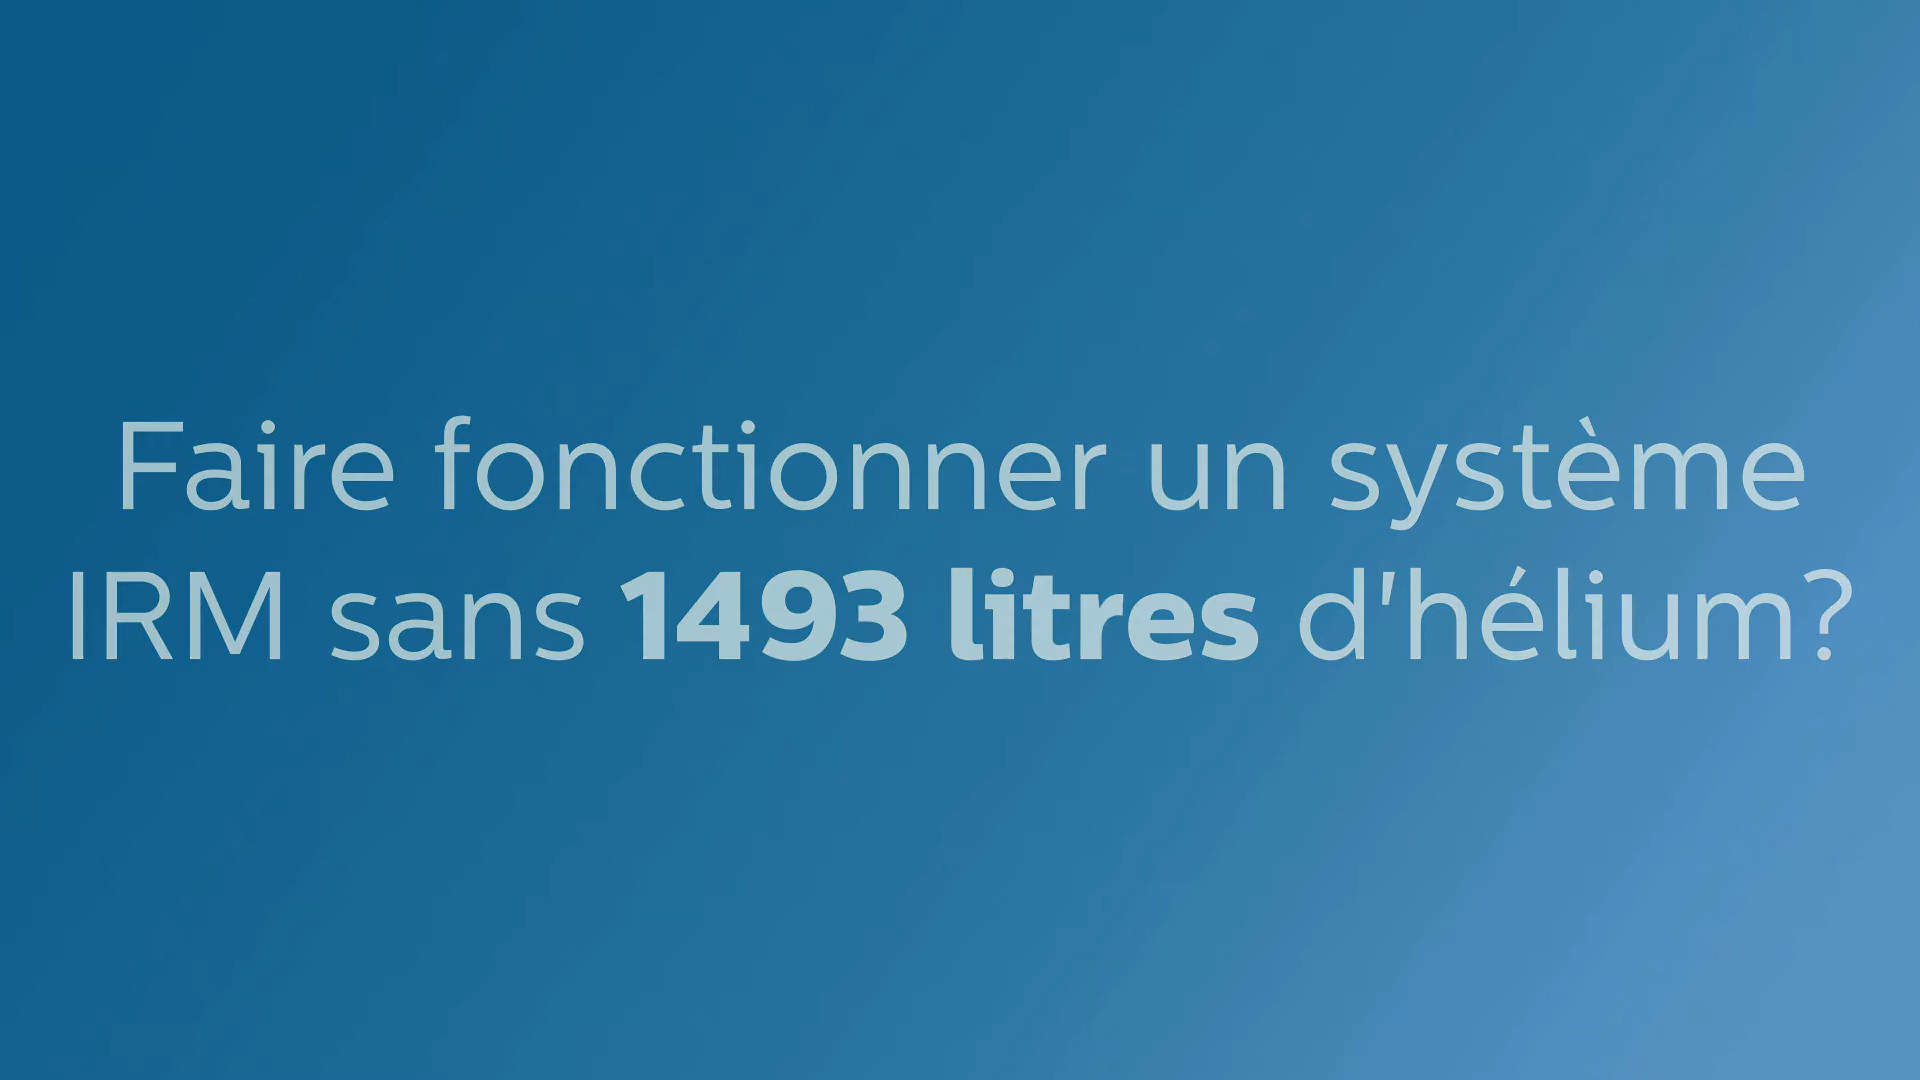 Faire fonctionner un système
IRM sans 1493 litres d'hélium?